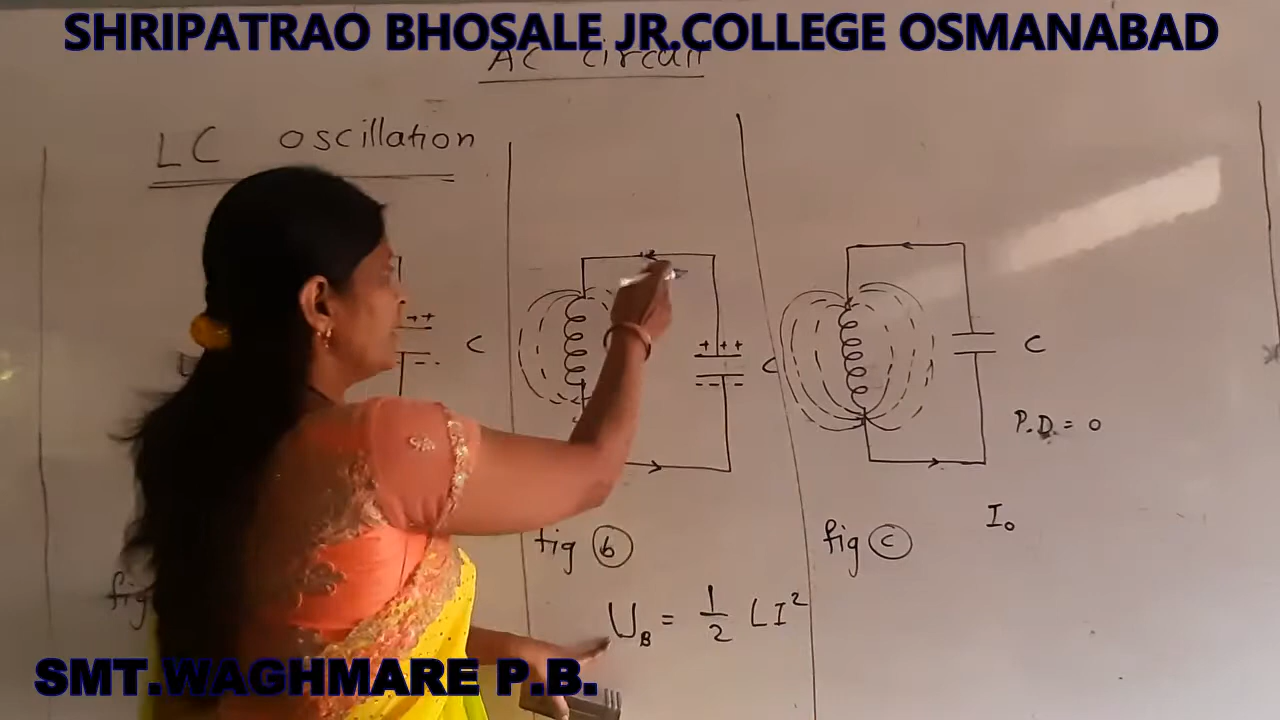 SHRIPATRAO BHOSALE JR.COLLEGE OSMANABAD
AC circuit
LC oscillation
++
C
- -
+ + +
C
- - -
C
P.D. = 0
I₀
fig
fig b
fig c
U_B = 1/2 LI²
SMT.WAGHMARE P.B.